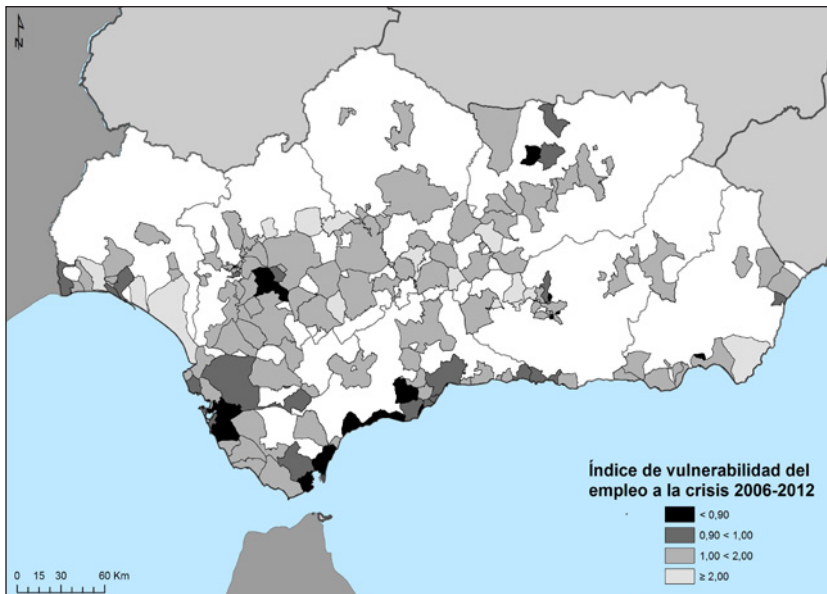 N
Índice de vulnerabilidad del
empleo a la crisis 2006-2012
< 0,90
0,90 < 1,00
1,00 < 2,00
≥ 2,00
0 15 30 60 Km